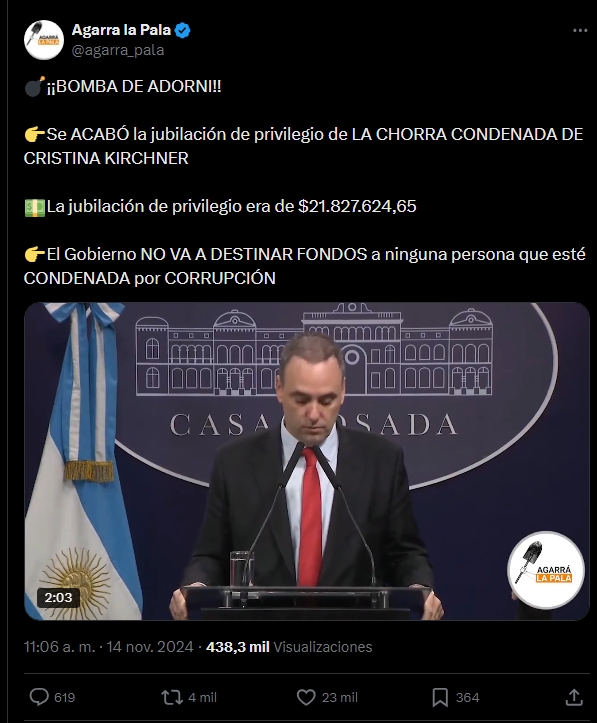 Agarra la Pala
@agarra_pala
¡¡BOMBA DE ADORNI!!
Se ACABÓ la jubilación de privilegio de LA CHORRA CONDENADA DE
CRISTINA KIRCHNER
La jubilación de privilegio era de $21.827.624,65
El Gobierno NO VA A DESTINAR FONDOS a ninguna persona que esté
CONDENADA por CORRUPCIÓN
CASA ROSADA
AGARRÁ
LA PALA
2:03
11:06 a. m. · 14 nov. 2024 · 438,3 mil Visualizaciones
619 4 mil 23 mil 364